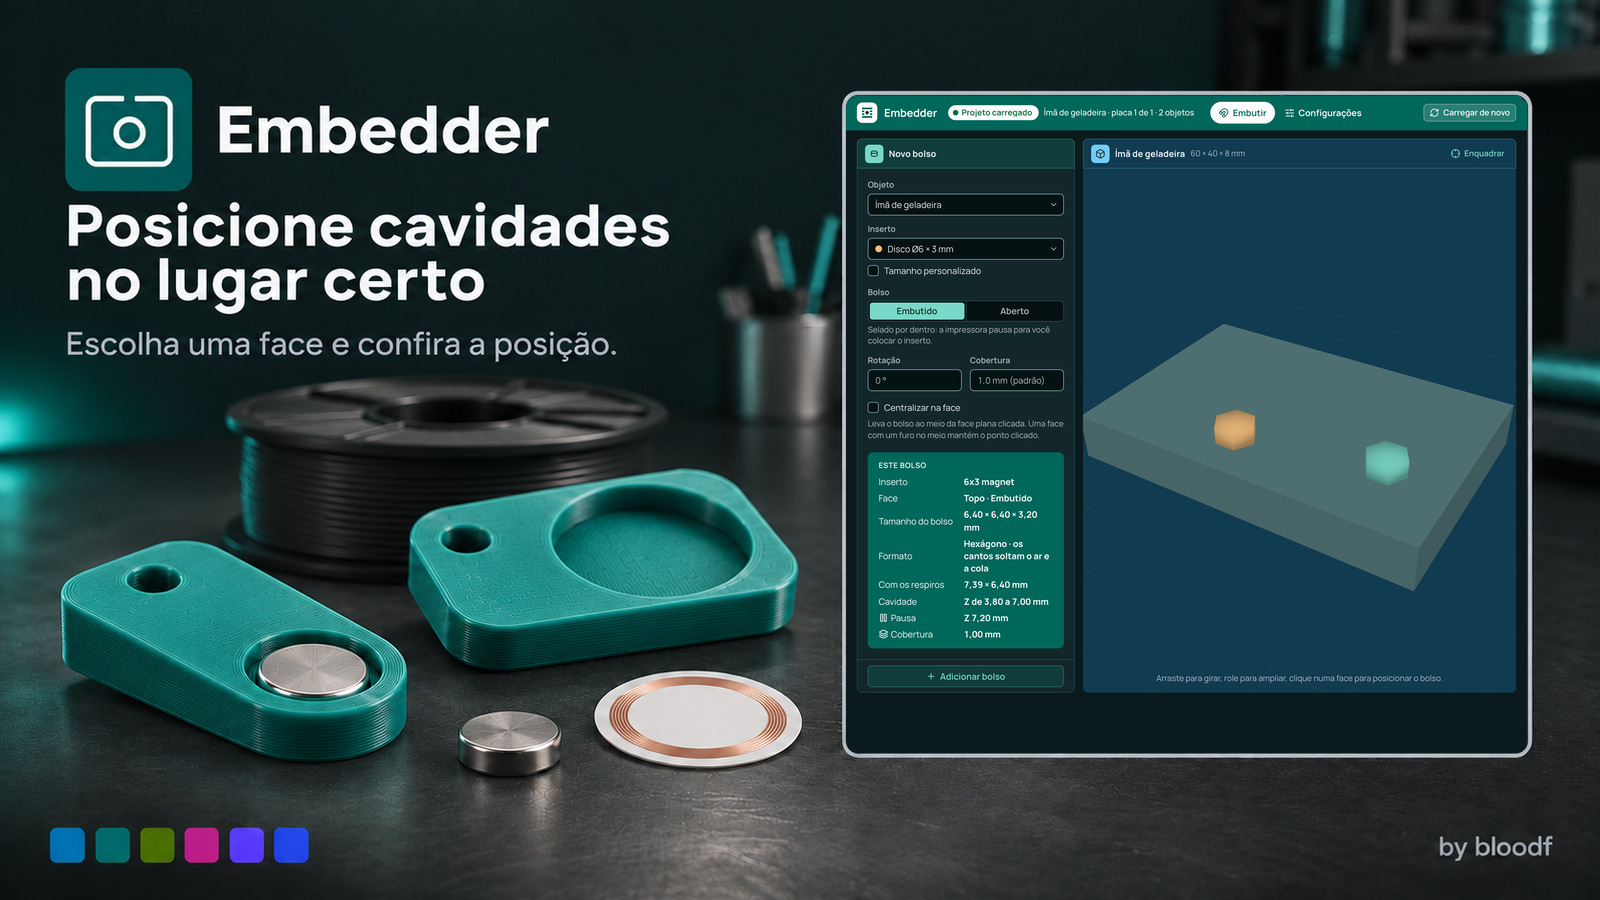 Embedder
Posicione cavidades
no lugar certo
Escolha uma face e confira a posição.
Embedder
Projeto carregado
Ímã de geladeira · placa 1 de 1 · 2 objetos
Embutir
Configurações
Carregar de novo
Novo bolso
Objeto
Ímã de geladeira
Inserto
Disco Ø6 × 3 mm
Tamanho personalizado
Bolso
Embutido
Aberto
Selado por dentro: a impressora pausa para você
colocar o inserto.
Rotação
Cobertura
0 °
1,0 mm (padrão)
Centralizar na face
Leva o bolso ao meio da face plana clicada. Uma face
com um furo no meio mantém o ponto clicado.
ESTE BOLSO
Inserto 6x3 magnet
Face Topo · Embutido
Tamanho do bolso 6,40 × 6,40 × 3,20
mm
Formato Hexágono · os
cantos soltam o ar e
a cola
Com os respiros 7,39 × 6,40 mm
Cavidade Z de 3,80 a 7,00 mm
Pausa Z 7,20 mm
Cobertura 1,00 mm
+ Adicionar bolso
Ímã de geladeira 60 × 40 × 8 mm
Enquadrar
Arraste para girar, role para ampliar, clique numa face para posicionar o bolso.
by bloodf